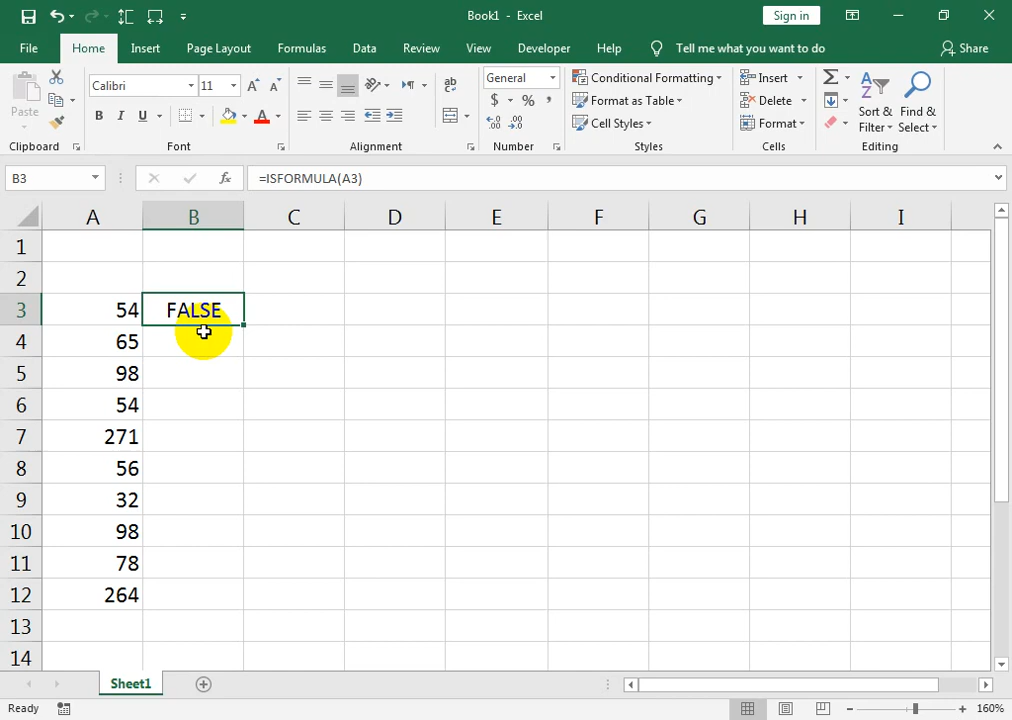 Book1 - Excel
Sign in
File Home Insert Page Layout Formulas Data Review View Developer Help Tell me what you want to do Share
Paste
Calibri 11
B I U
A A
ab
c
General
$ % ,
Conditional Formatting
Format as Table
Cell Styles
Insert
Delete
Format
Sort & Filter
Find & Select
Clipboard Font Alignment Number Styles Cells Editing
B3 fx =ISFORMULA(A3)
A B C D E F G H I
1
2
3 54 FALSE
4 65
5 98
6 54
7 271
8 56
9 32
10 98
11 78
12 264
13
14
Sheet1
Ready 160%